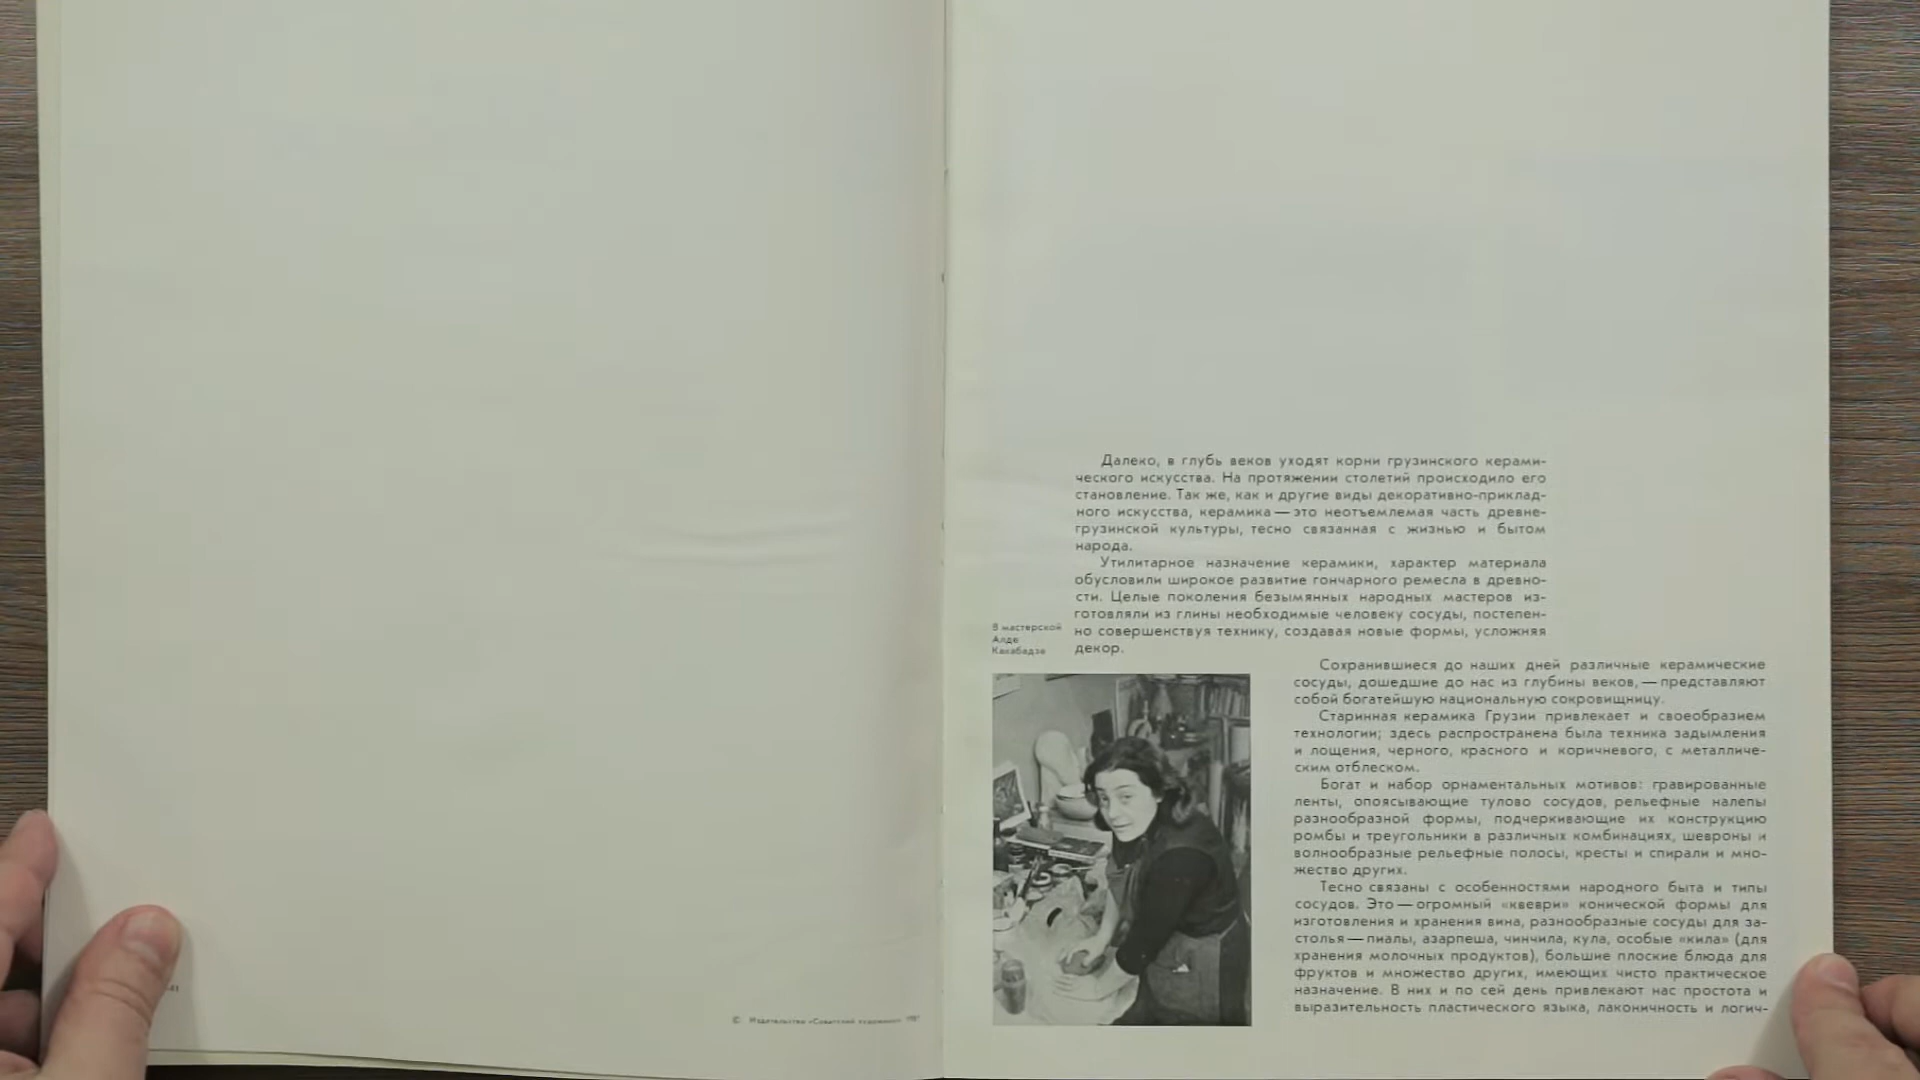 © Издательство «Советский художник»
Далеко, в глубь веков уходят корни грузинского керами-
ческого искусства. На протяжении столетий происходило его
становление. Так же, как и другие виды декоративно-приклад-
ного искусства, керамика — это неотъемлемая часть древне-
грузинской культуры, тесно связанная с жизнью и бытом
народа.
Утилитарное назначение керамики, характер материала
обусловили широкое развитие гончарного ремесла в древно-
сти. Целые поколения безымянных народных мастеров из-
готовляли из глины необходимые человеку сосуды, постепен-
но совершенствуя технику, создавая новые формы, усложняя
декор.
В мастерской
Алде
Какабадзе
Сохранившиеся до наших дней различные керамические
сосуды, дошедшие до нас из глубины веков, — представляют
собой богатейшую национальную сокровищницу.
Старинная керамика Грузии привлекает и своеобразием
технологии; здесь распространена была техника задымления
и лощения, черного, красного и коричневого, с металличе-
ским отблеском.
Богат и набор орнаментальных мотивов: гравированные
ленты, опоясывающие тулово сосудов, рельефные налепы
разнообразной формы, подчеркивающие их конструкцию
ромбы и треугольники в различных комбинациях, шевроны и
волнообразные рельефные полосы, кресты и спирали и мно-
жество других.
Тесно связаны с особенностями народного быта и типы
сосудов. Это — огромный «квеври» конической формы для
изготовления и хранения вина, разнообразные сосуды для за-
столья — пиалы, азарпеша, чинчила, кула, особые «кила» (для
хранения молочных продуктов), большие плоские блюда для
фруктов и множество других, имеющих чисто практическое
назначение. В них и по сей день привлекают нас простота и
выразительность пластического языка, лаконичность и логич-